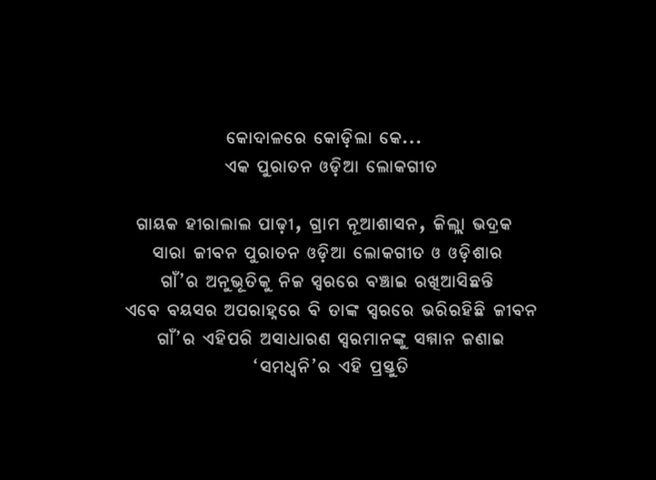 କୋଦାଳରେ କୋଡ଼ିଲା କେ...
ଏକ ପୁରାତନ ଓଡ଼ିଆ ଲୋକଗୀତ
ଗାୟକ ହୀରାଲାଲ ପାଢ଼ୀ, ଗ୍ରାମ ନୂଆଶାସନ, ଜିଲ୍ଲା ଭଦ୍ରକ
ସାରା ଜୀବନ ପୁରାତନ ଓଡ଼ିଆ ଲୋକଗୀତ ଓ ଓଡ଼ିଶାର
ଗାଁ'ର ଅନୁଭୂତିକୁ ନିଜ ସ୍ୱରରେ ବଞ୍ଚାଇ ରଖିଆସିଛନ୍ତି
ଏବେ ବୟସର ଅପରାହ୍ନରେ ବି ତାଙ୍କ ସ୍ୱରରେ ଭରିରହିଛି ଜୀବନ
ଗାଁ'ର ଏହିପରି ଅସାଧାରଣ ସ୍ୱରମାନଙ୍କୁ ସମ୍ମାନ ଜଣାଇ
‘ସମଧ୍ୱନି’ର ଏହି ପ୍ରସ୍ତୁତି